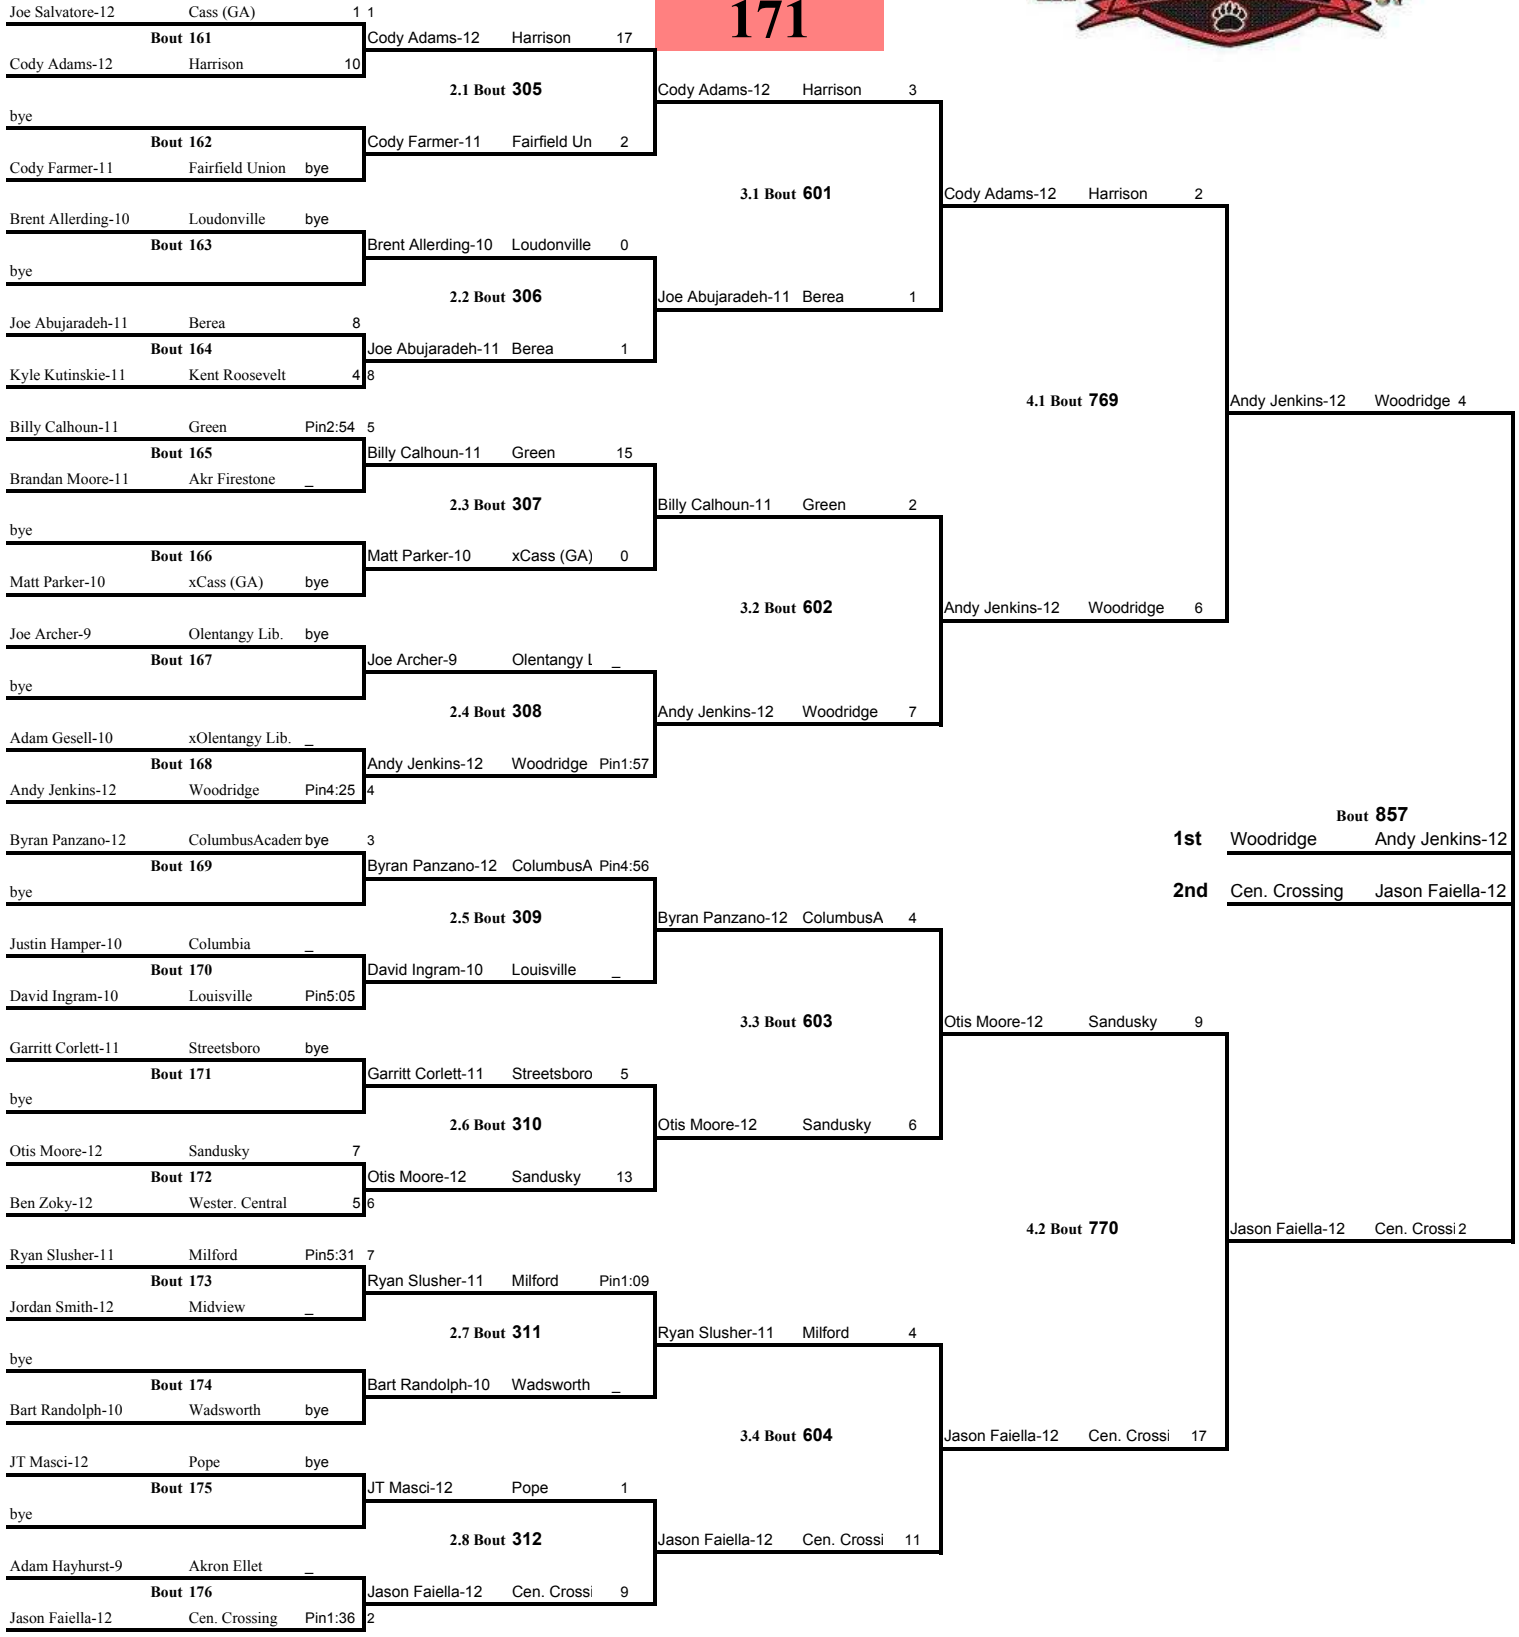 171
Joe Salvatore-12 Cass (GA) 1 1
Bout 161
Cody Adams-12 Harrison 17
Cody Adams-12 Harrison 10
2.1 Bout 305
Cody Adams-12 Harrison 3
bye
Bout 162
Cody Farmer-11 Fairfield Un 2
Cody Farmer-11 Fairfield Union bye
3.1 Bout 601
Cody Adams-12 Harrison 2
Brent Allerding-10 Loudonville bye
Bout 163
Brent Allerding-10 Loudonville 0
bye
2.2 Bout 306
Joe Abujaradeh-11 Berea 1
Joe Abujaradeh-11 Berea 8
Bout 164
Joe Abujaradeh-11 Berea 1
Kyle Kutinskie-11 Kent Roosevelt 4 8
4.1 Bout 769
Andy Jenkins-12 Woodridge 4
Billy Calhoun-11 Green Pin2:54 5
Bout 165
Billy Calhoun-11 Green 15
Brandan Moore-11 Akr Firestone _
2.3 Bout 307
Billy Calhoun-11 Green 2
bye
Bout 166
Matt Parker-10 xCass (GA) 0
Matt Parker-10 xCass (GA) bye
3.2 Bout 602
Andy Jenkins-12 Woodridge 6
Joe Archer-9 Olentangy Lib. bye
Bout 167
Joe Archer-9 Olentangy L _
bye
2.4 Bout 308
Andy Jenkins-12 Woodridge 7
Adam Gesell-10 xOlentangy Lib. _
Bout 168
Andy Jenkins-12 Woodridge Pin1:57
Andy Jenkins-12 Woodridge Pin4:25 4
Bout 857
1st Woodridge Andy Jenkins-12
Byran Panzano-12 ColumbusAcadem bye 3
Bout 169
Byran Panzano-12 ColumbusA Pin4:56
bye
2nd Cen. Crossing Jason Faiella-12
2.5 Bout 309
Byran Panzano-12 ColumbusA 4
Justin Hamper-10 Columbia _
Bout 170
David Ingram-10 Louisville _
David Ingram-10 Louisville Pin5:05
3.3 Bout 603
Otis Moore-12 Sandusky 9
Garritt Corlett-11 Streetsboro bye
Bout 171
Garritt Corlett-11 Streetsboro 5
bye
2.6 Bout 310
Otis Moore-12 Sandusky 6
Otis Moore-12 Sandusky 7
Bout 172
Otis Moore-12 Sandusky 13
Ben Zoky-12 Wester. Central 5 6
4.2 Bout 770
Jason Faiella-12 Cen. Crossi 2
Ryan Slusher-11 Milford Pin5:31 7
Bout 173
Ryan Slusher-11 Milford Pin1:09
Jordan Smith-12 Midview _
2.7 Bout 311
Ryan Slusher-11 Milford 4
bye
Bout 174
Bart Randolph-10 Wadsworth _
Bart Randolph-10 Wadsworth bye
3.4 Bout 604
Jason Faiella-12 Cen. Crossi 17
JT Masci-12 Pope bye
Bout 175
JT Masci-12 Pope 1
bye
2.8 Bout 312
Jason Faiella-12 Cen. Crossi 11
Adam Hayhurst-9 Akron Ellet _
Bout 176
Jason Faiella-12 Cen. Crossi 9
Jason Faiella-12 Cen. Crossing Pin1:36 2